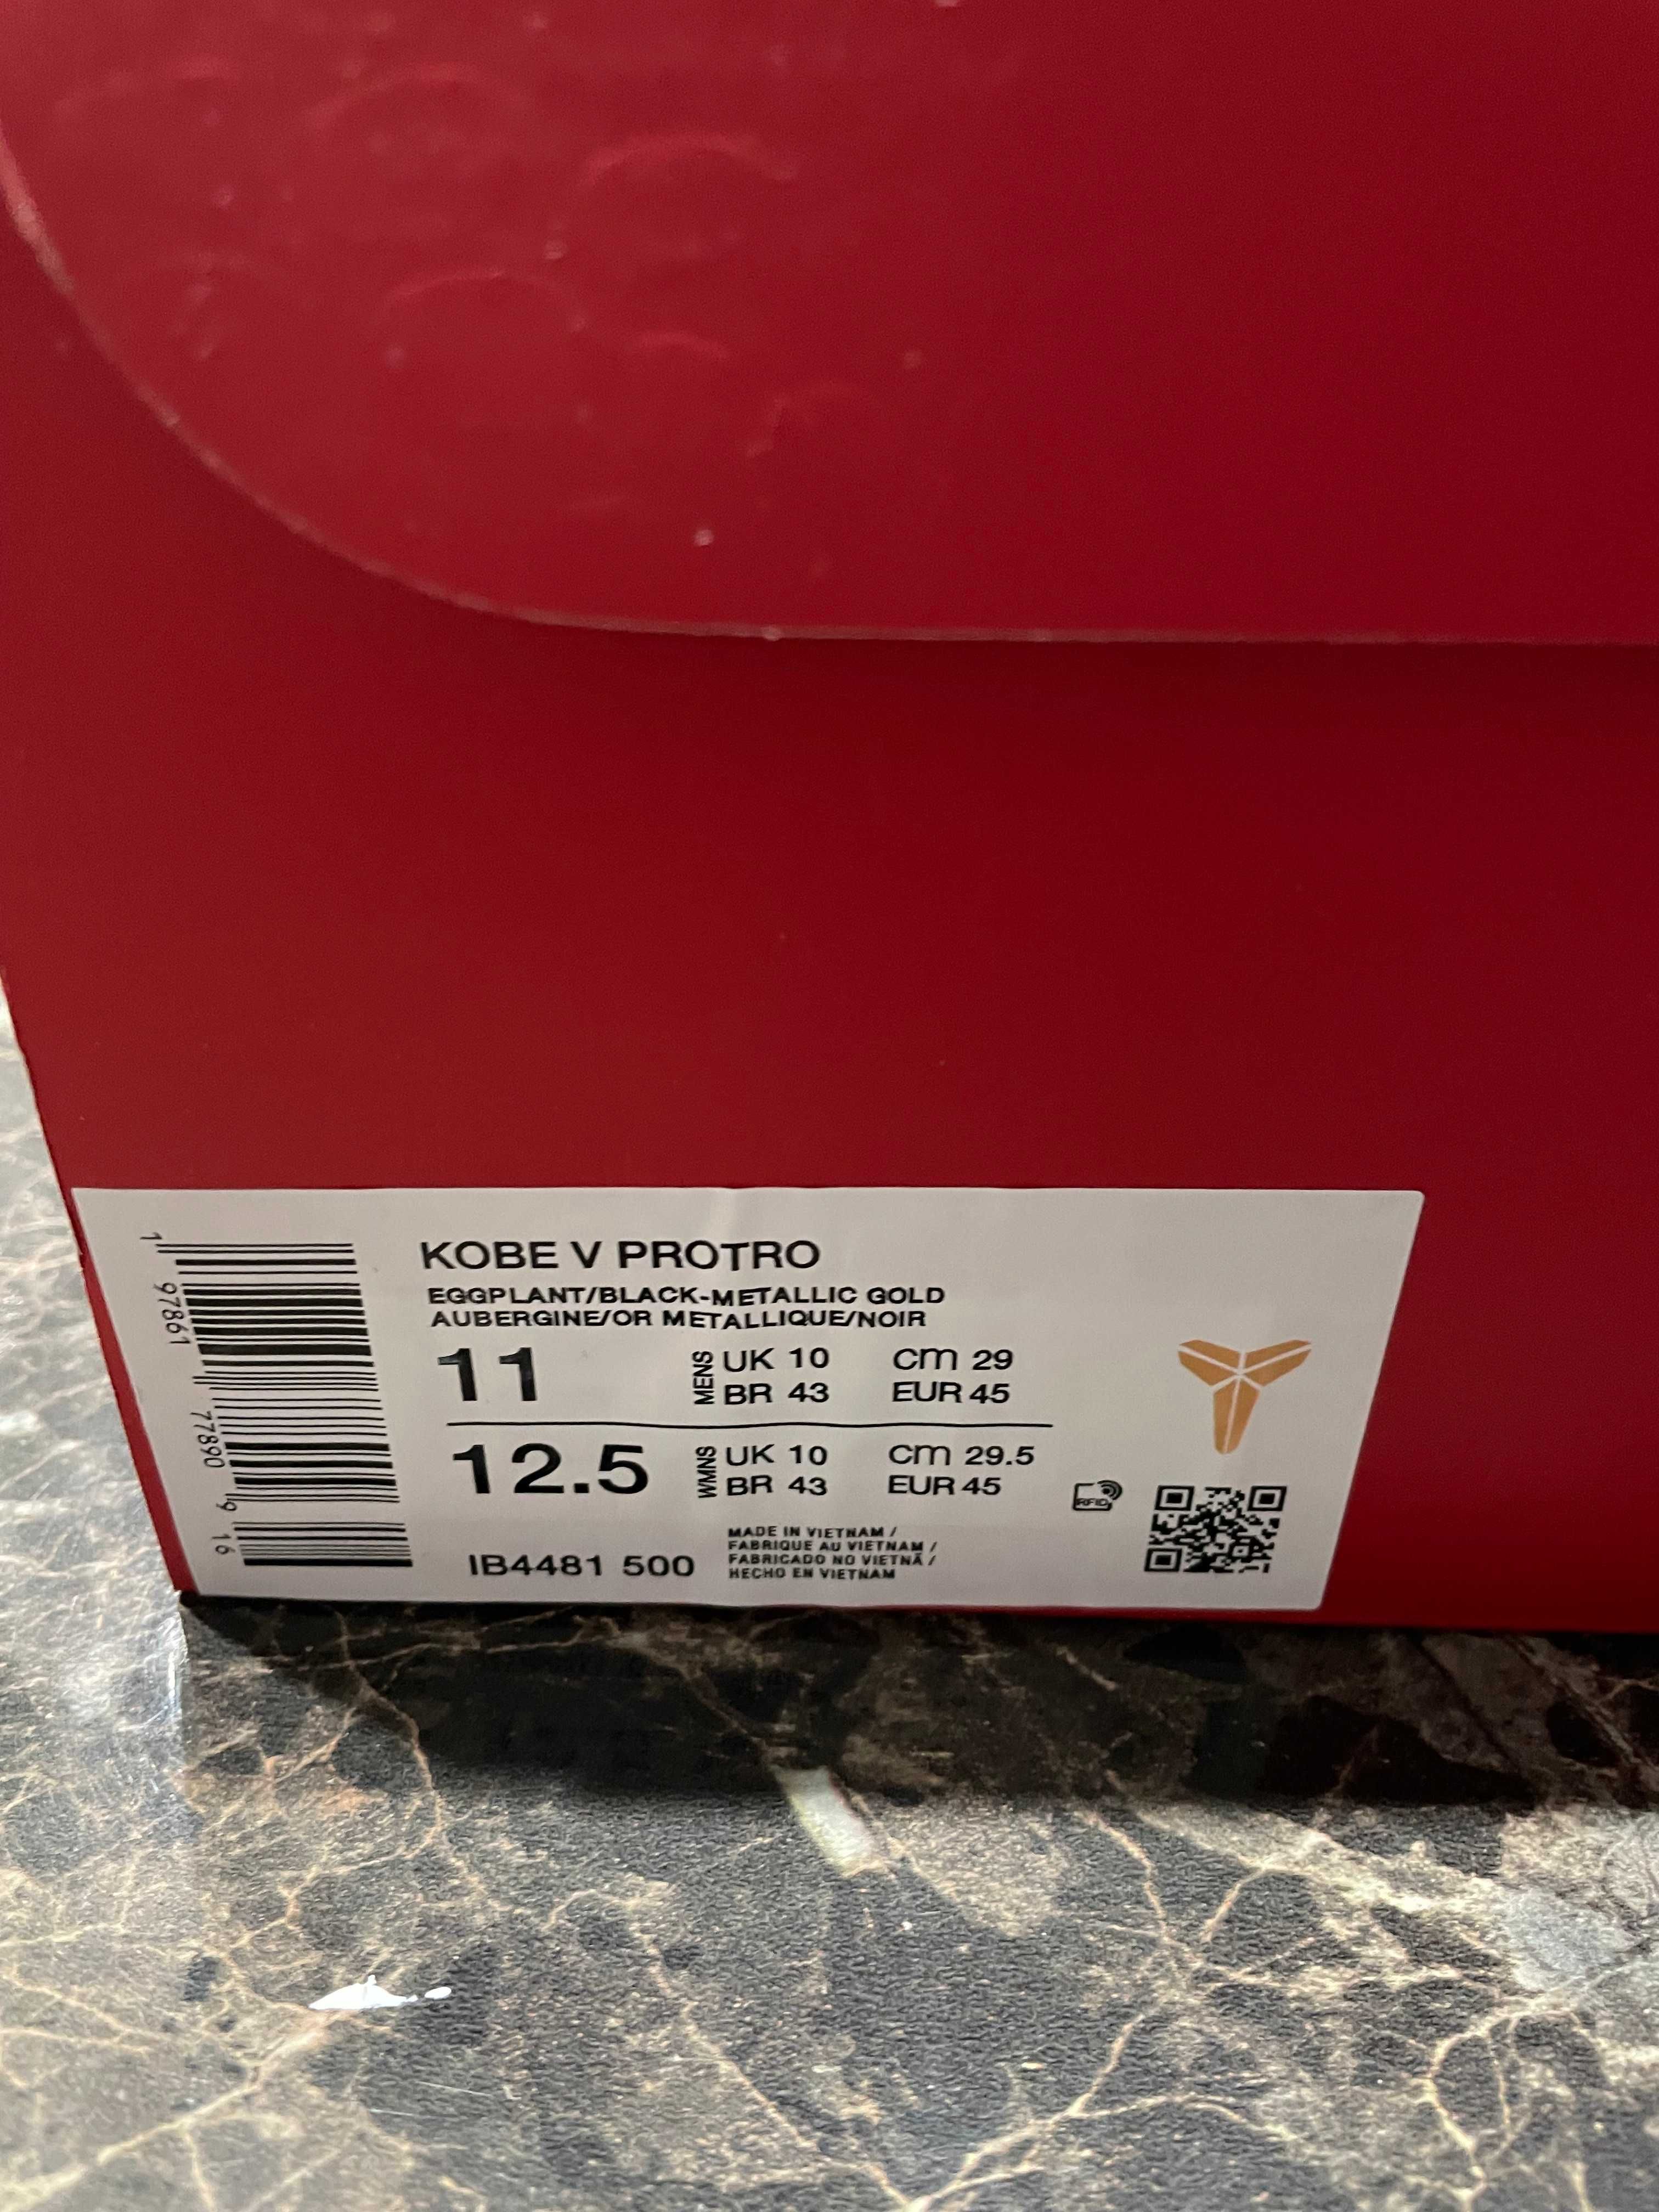 KOBE V PROTRO
EGGPLANT/BLACK-METALLIC GOLD
AUBERGINE/OR METALLIQUE/NOIR
11
MENS
UK 10 CM 29
BR 43 EUR 45
12.5
WMNS
UK 10 CM 29.5
BR 43 EUR 45
RFID
IB4481 500
MADE IN VIETNAM /
FABRIQUE AU VIETNAM /
FABRICADO NO VIETNÃ /
HECHO EN VIETNAM
1 97861 77890 9 16